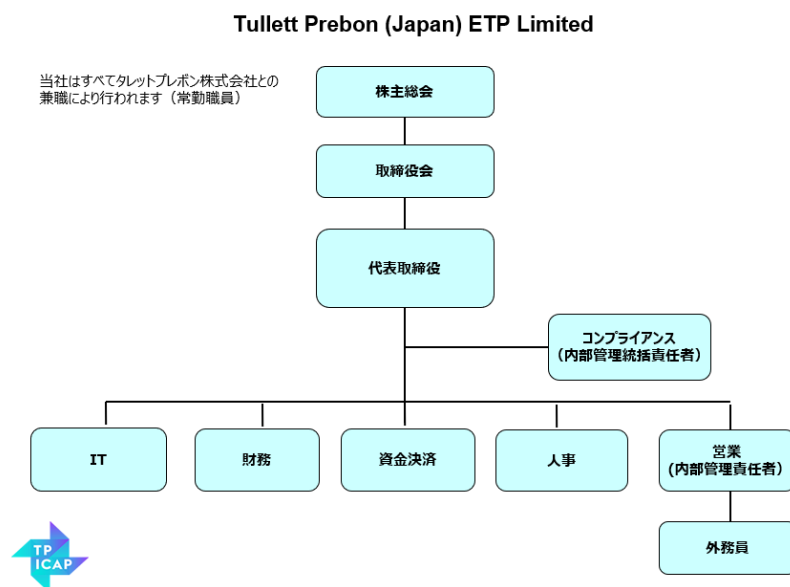 Tullett Prebon (Japan) ETP Limited
当社はすべてタレットプレボン株式会社との
兼職により行われます（常勤職員）
株主総会
取締役会
代表取締役
コンプライアンス
（内部管理統括責任者）
IT
財務
資金決済
人事
営業
(内部管理責任者）
外務員
TP
ICAP